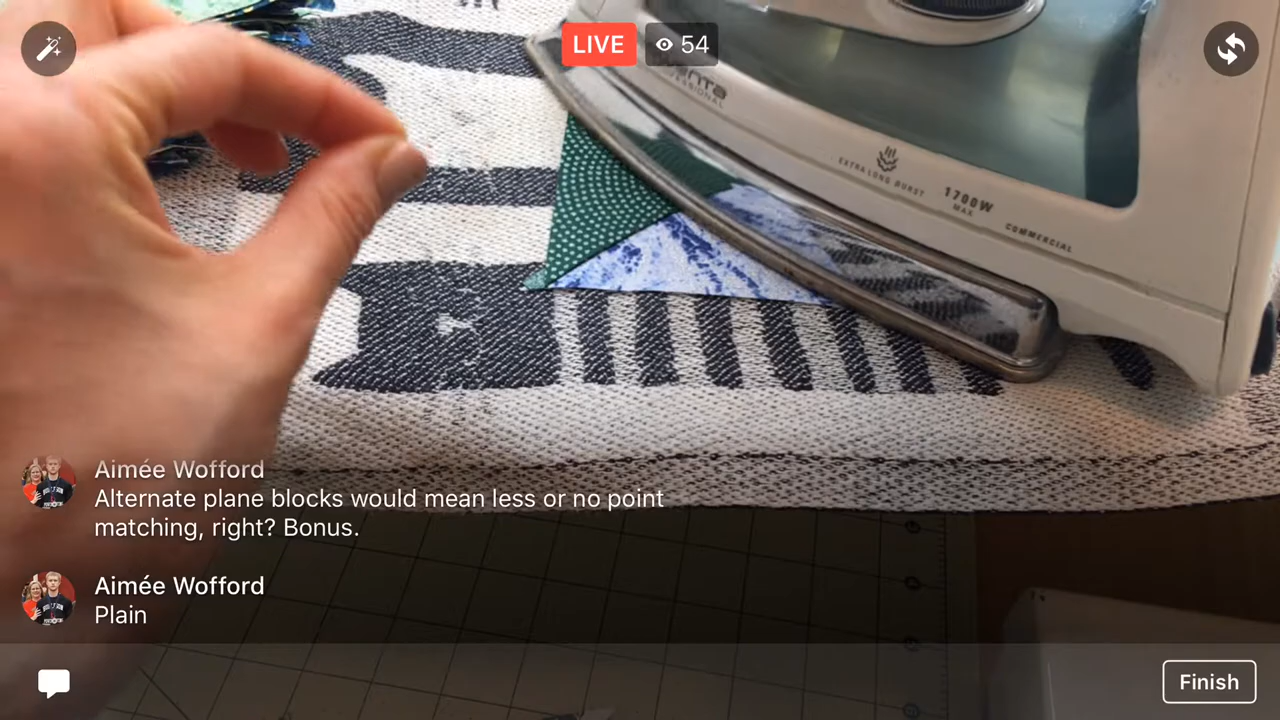 LIVE 54
PROFESSIONAL
EXTRA LONG BURST
1700W
MAX
COMMERCIAL
Aimée Wofford
Alternate plane blocks would mean less or no point
matching, right? Bonus.
Aimée Wofford
Plain
Finish